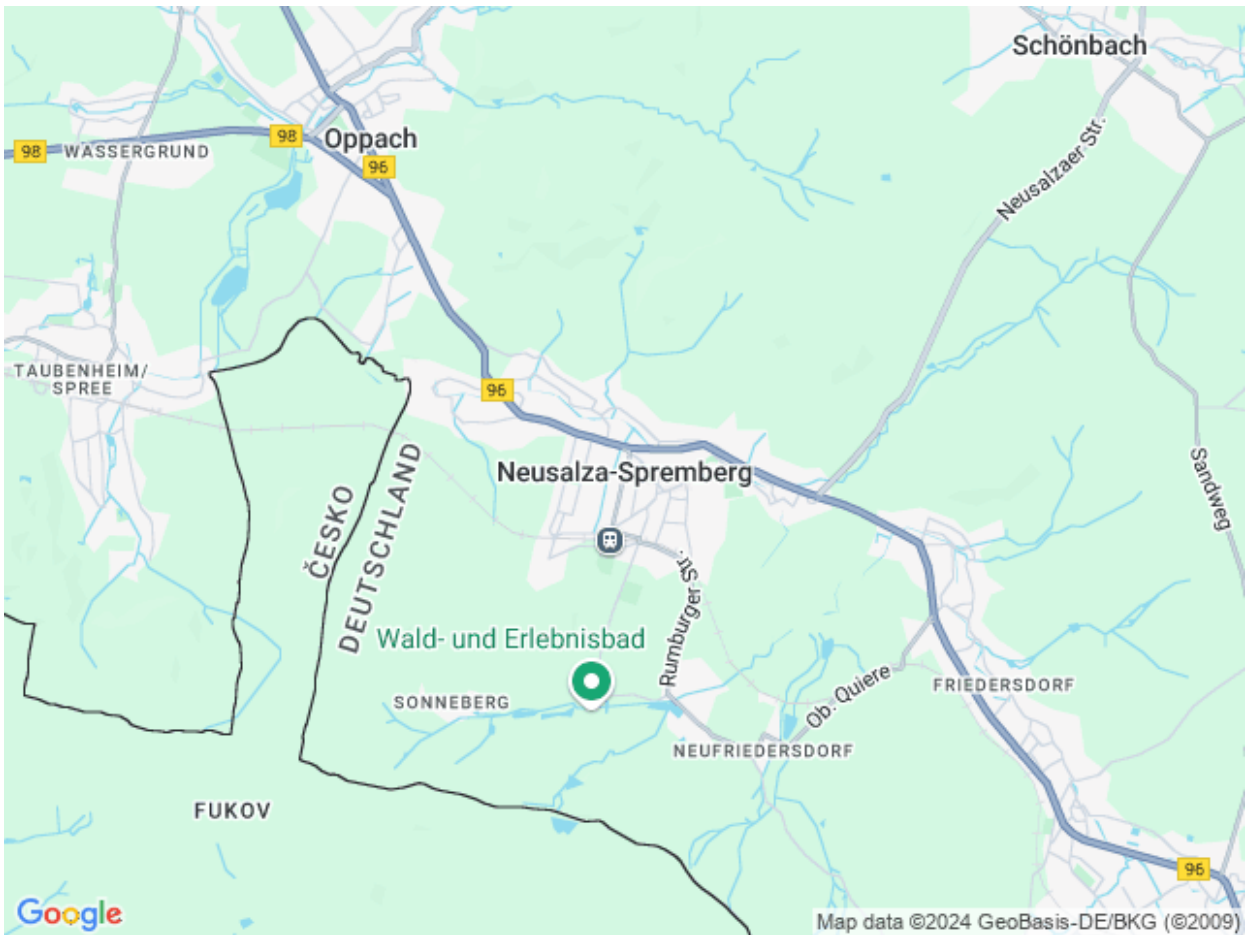 Schönbach
98
Oppach
98
WASSERGRUND
96
Neusalzaer Str.
TAUBENHEIM/
SPREE
96
ČESKO
DEUTSCHLAND
Neusalza-Spremberg
Sandweg
Rumburger Str.
Wald- und Erlebnisbad
SONNEBERG
Ob. Quiere
FRIEDERSDORF
NEUFRIEDERSDORF
FUKOV
96
Google
Map data ©2024 GeoBasis-DE/BKG (©2009)